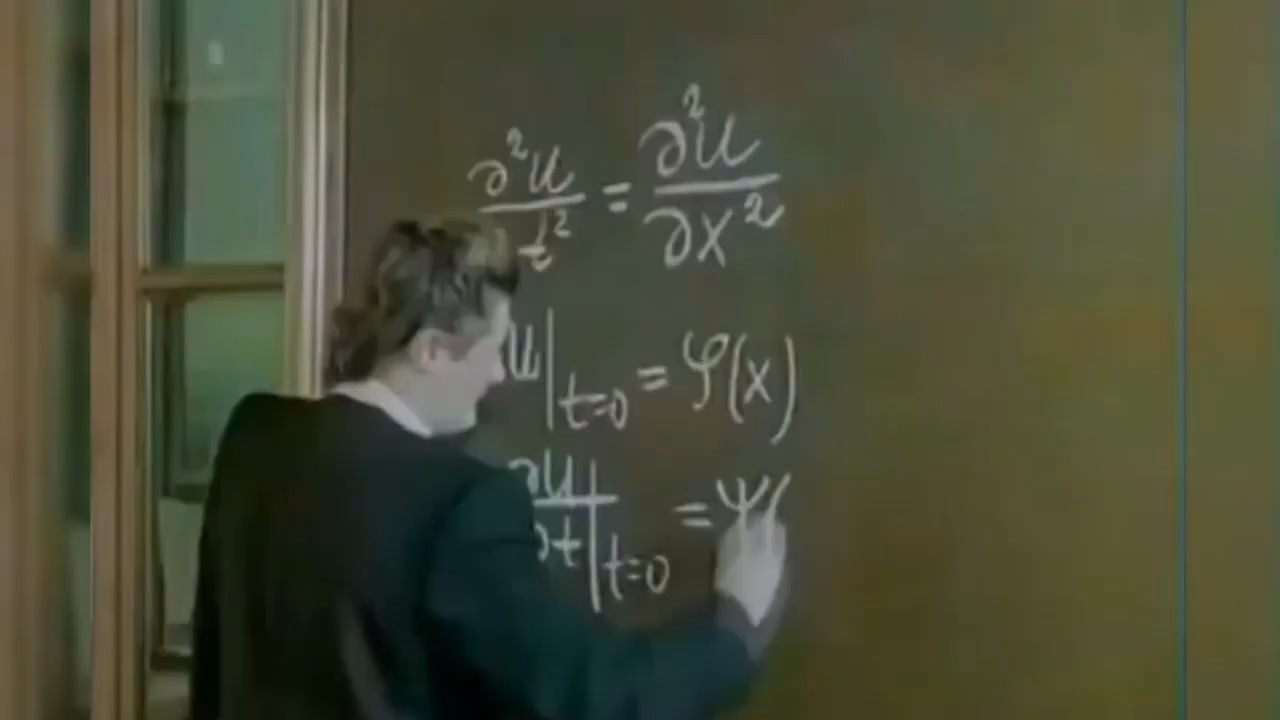 ∂²u/t² = ∂²u/∂x²
u|t=0 = φ(x)
∂u/∂t|t=0 = ψ(